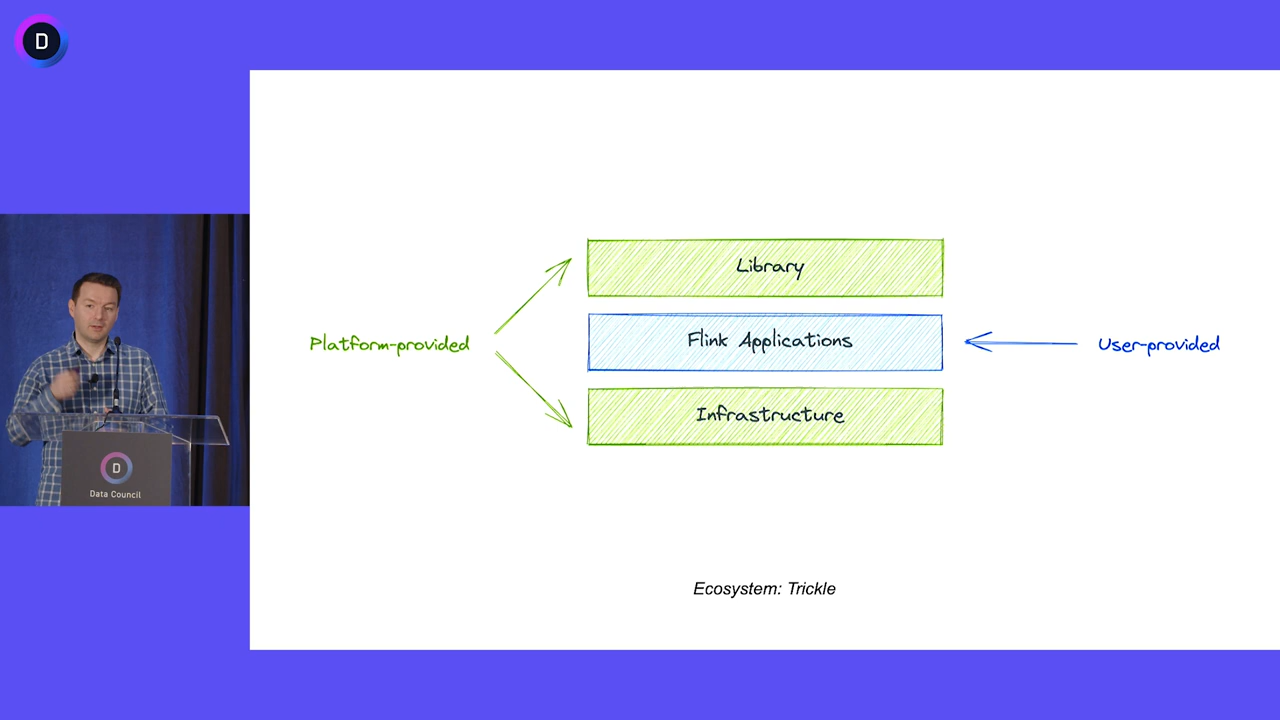 D
Library
Flink Applications
Infrastructure
Platform-provided
User-provided
Ecosystem: Trickle
D
Data Council